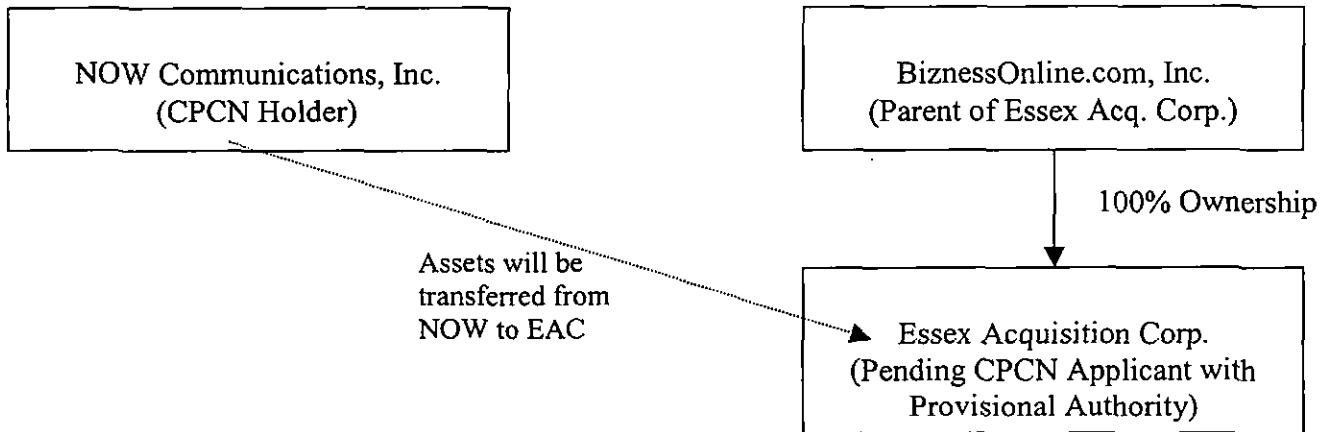 NOW Communications, Inc.
(CPCN Holder)
BiznessOnline.com, Inc.
(Parent of Essex Acq. Corp.)
100% Ownership
Assets will be
transferred from
NOW to EAC
Essex Acquisition Corp.
(Pending CPCN Applicant with
Provisional Authority)